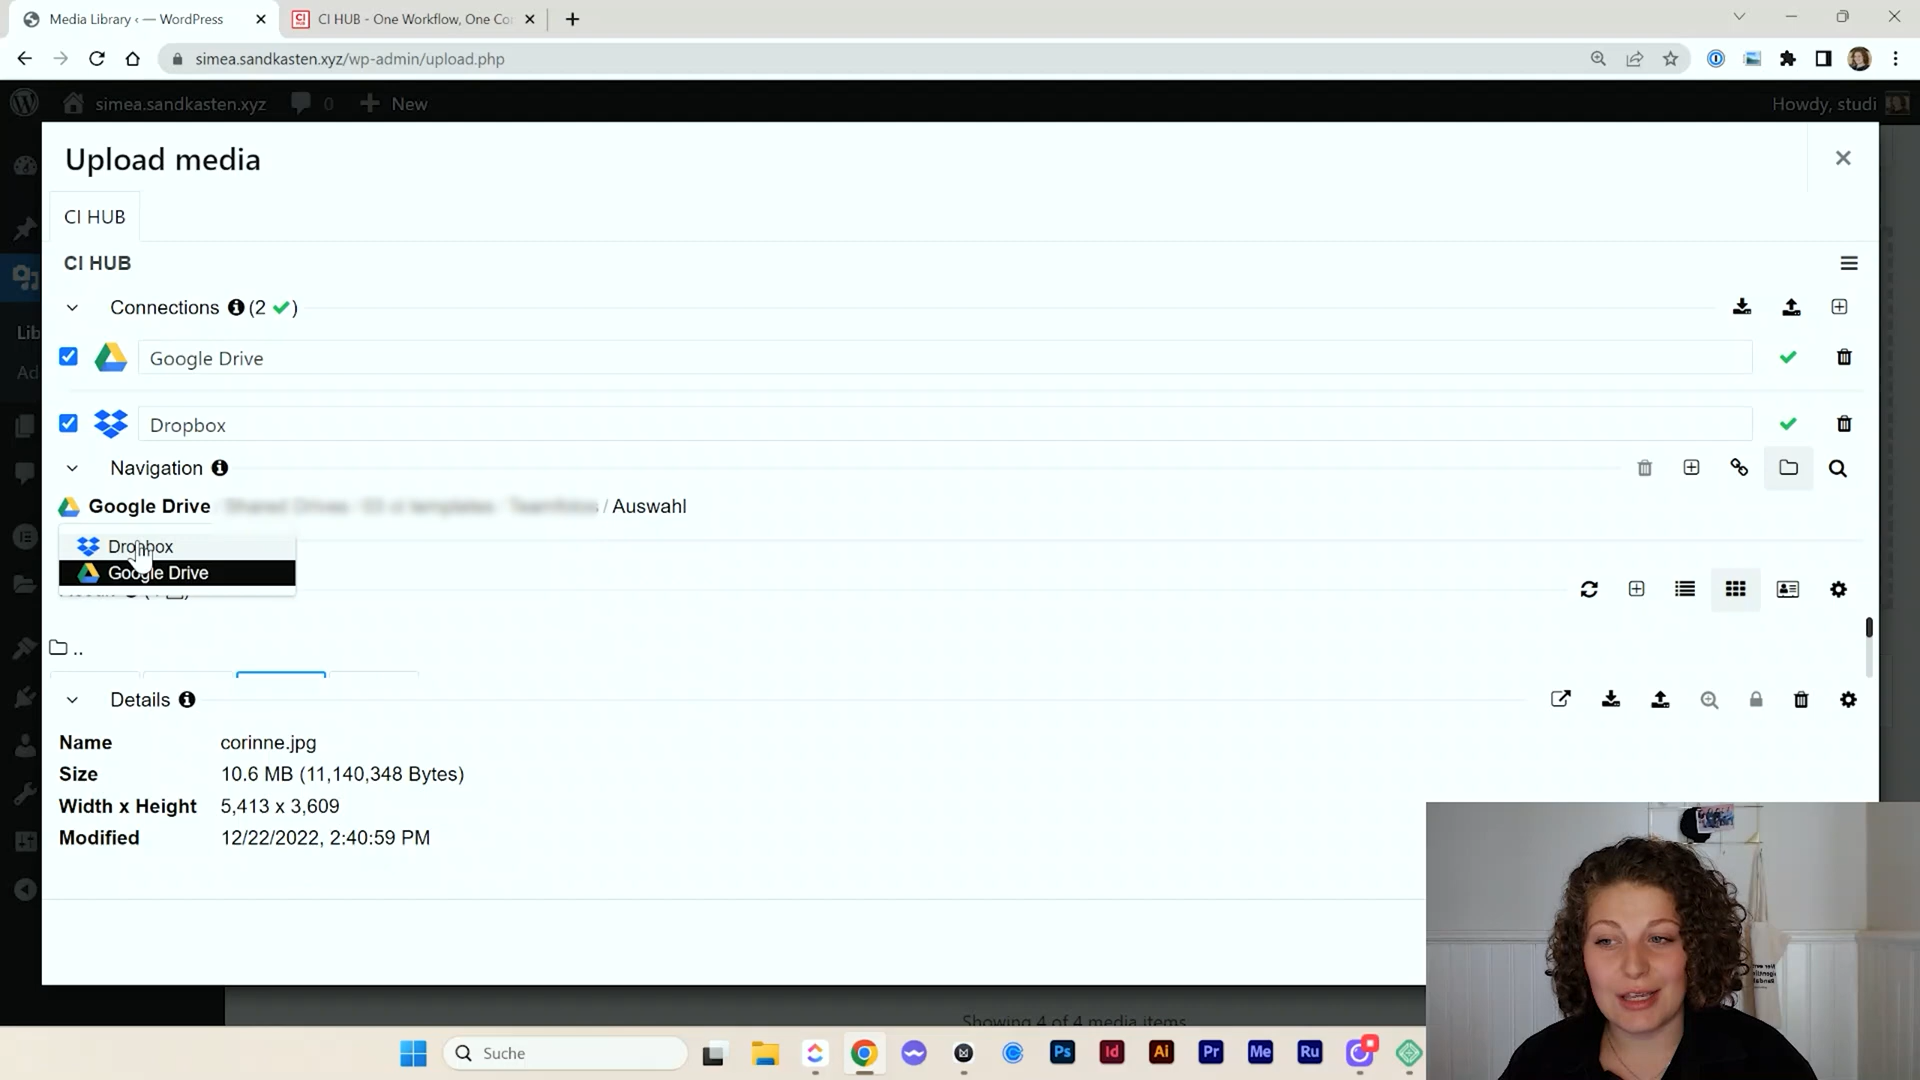 Media Library ‹ — WordPress
CI HUB - One Workflow, One Co
simea.sandkasten.xyz/wp-admin/upload.php
simea.sandkasten.xyz 0 New
Howdy, studi
Upload media
CI HUB
CI HUB
Connections (2 )
Google Drive
Dropbox
Lib
Ad
Navigation
Google Drive / Auswahl
Dropbox
Google Drive
..
Details
Name corinne.jpg
Size 10.6 MB (11,140,348 Bytes)
Width x Height 5,413 x 3,609
Modified 12/22/2022, 2:40:59 PM
Showing 4 of 4 media items
Suche
Ps
Id
Ai
Pr
Me
Ru